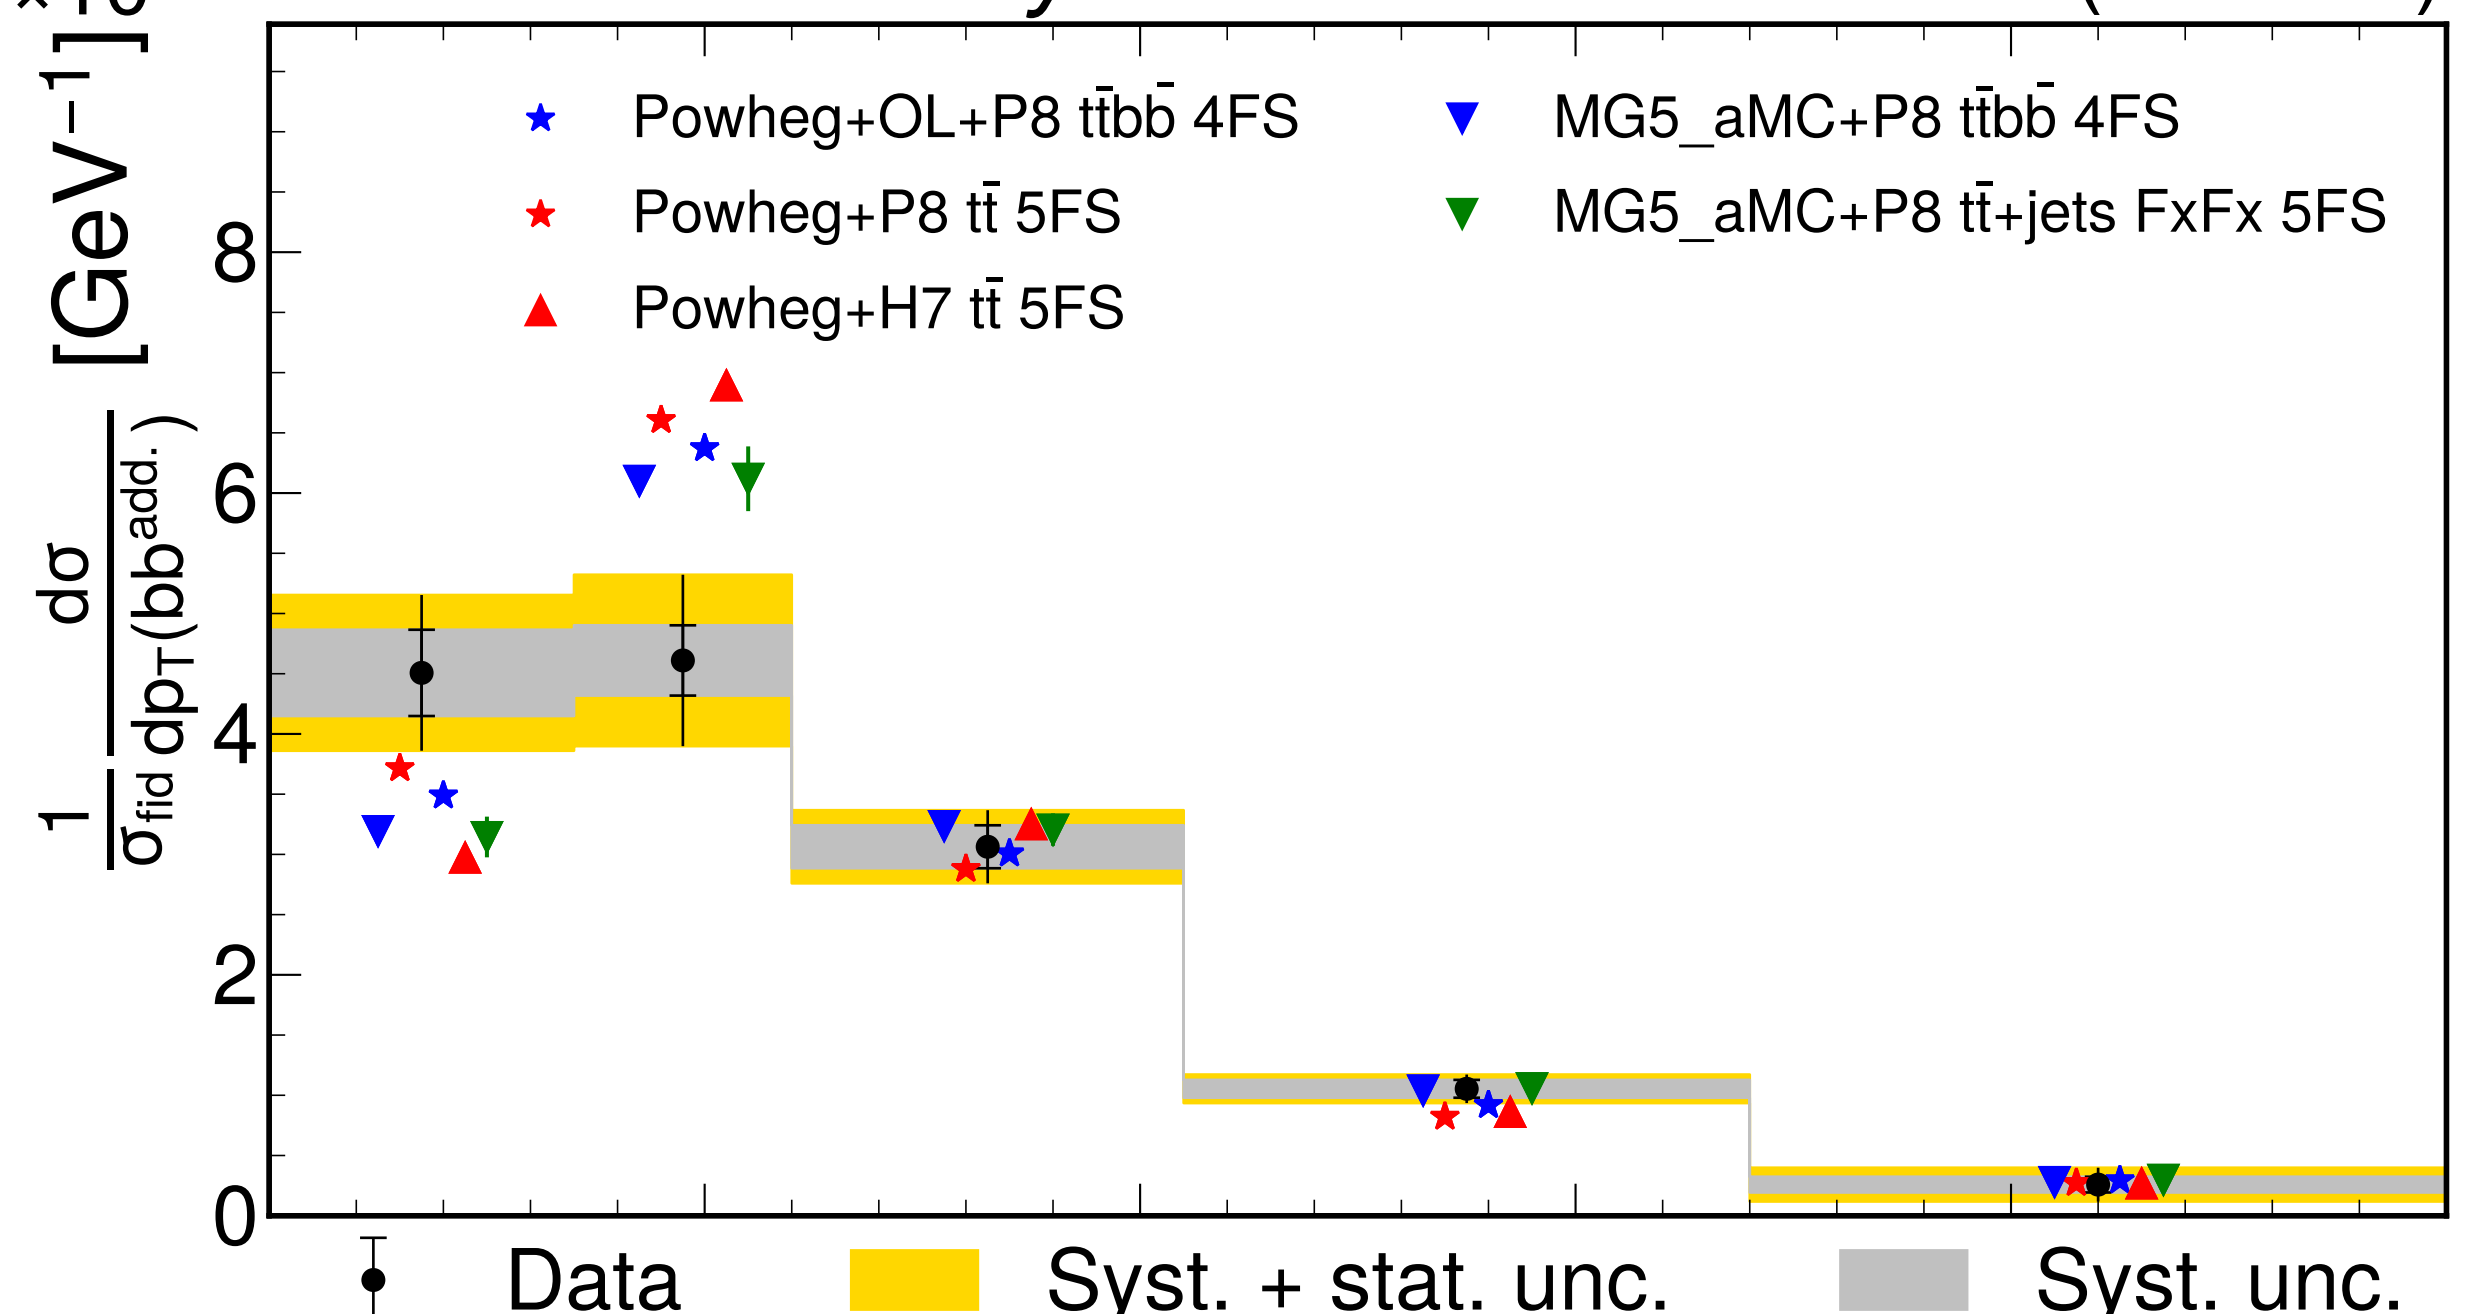 Powheg+OL+P8 tt̄bb̄ 4FS
MG5_aMC+P8 tt̄bb̄ 4FS
Powheg+P8 tt̄ 5FS
MG5_aMC+P8 tt̄+jets FxFx 5FS
Powheg+H7 tt̄ 5FS
1/σfid dσ/dpT(bb^add.) [GeV⁻¹]
8
6
4
2
0
Data
Syst. + stat. unc.
Syst. unc.